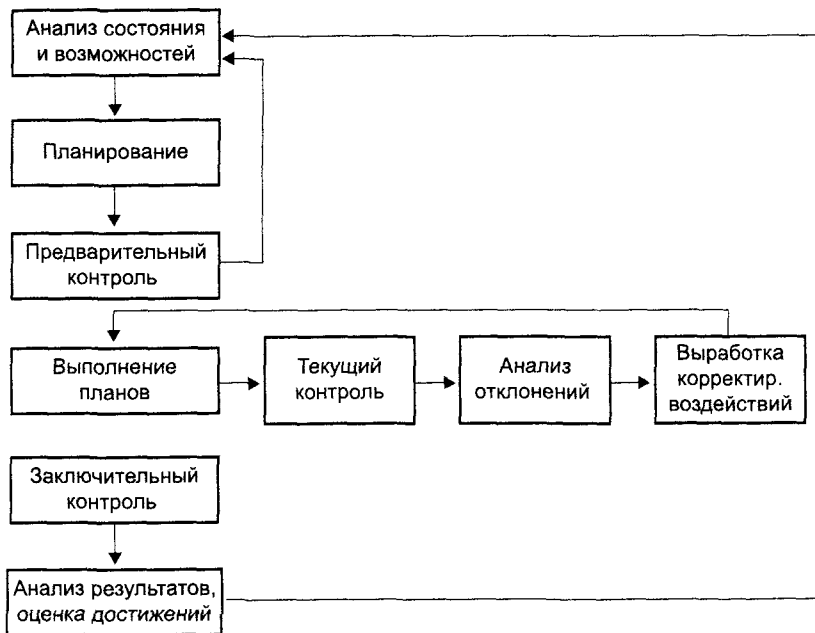 Анализ состояния
и возможностей
Планирование
Предварительный
контроль
Выполнение
планов
Текущий
контроль
Анализ
отклонений
Выработка
корректир.
воздействий
Заключительный
контроль
Анализ результатов,
оценка достижений